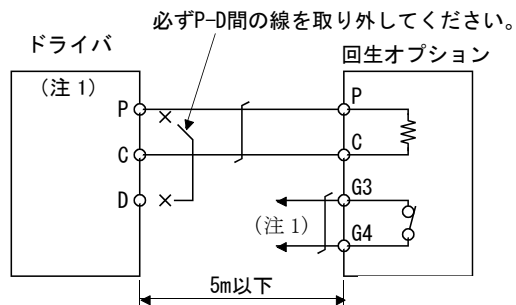 必ずP-D間の線を取り外してください。
ドライバ
回生オプション
(注 1)
P
P
C
C
D
G3
(注 1)
G4
5m以下